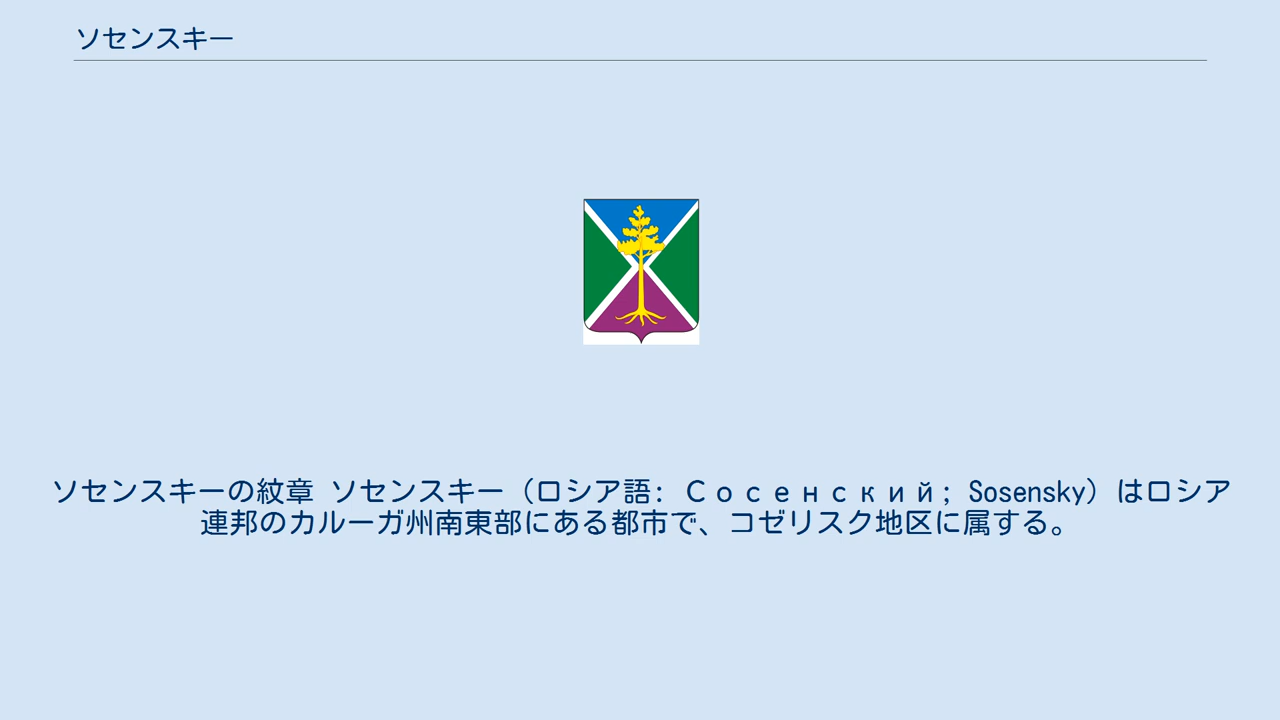 ソセンスキー
ソセンスキーの紋章 ソセンスキー（ロシア語: Сосенский; Sosensky）はロシア
連邦のカルーガ州南東部にある都市で、コゼリスク地区に属する。